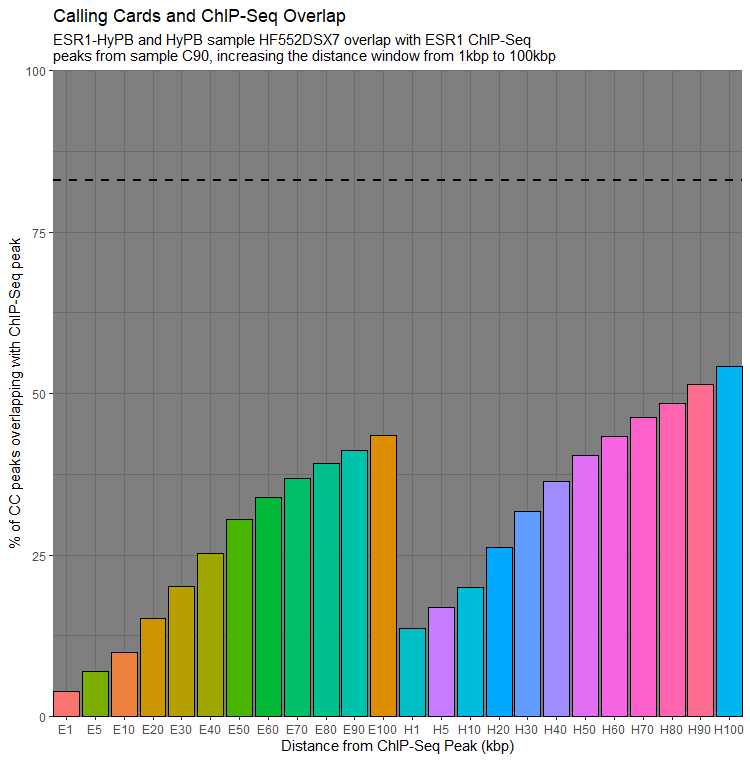 Calling Cards and ChIP-Seq Overlap
ESR1-HyPB and HyPB sample HF552DSX7 overlap with ESR1 ChIP-Seq
peaks from sample C90, increasing the distance window from 1kbp to 100kbp
% of CC peaks overlapping with ChIP-Seq peak
100
75
50
25
0
E1 E5 E10 E20 E30 E40 E50 E60 E70 E80 E90 E100 H1 H5 H10 H20 H30 H40 H50 H60 H70 H80 H90 H100
Distance from ChIP-Seq Peak (kbp)